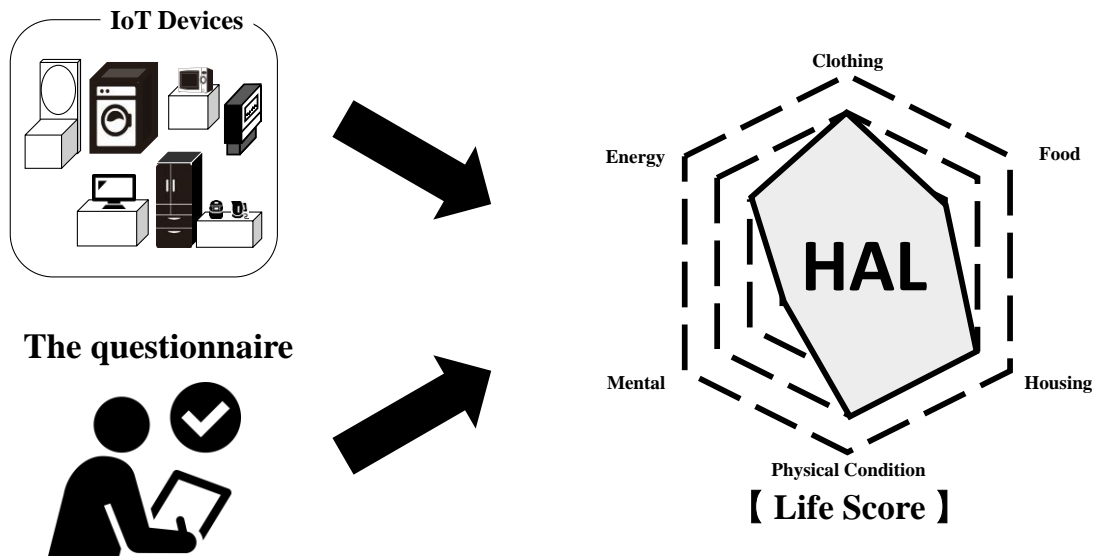 IoT Devices
The questionnaire
Clothing
Energy
Food
HAL
Mental
Housing
Physical Condition
【 Life Score 】